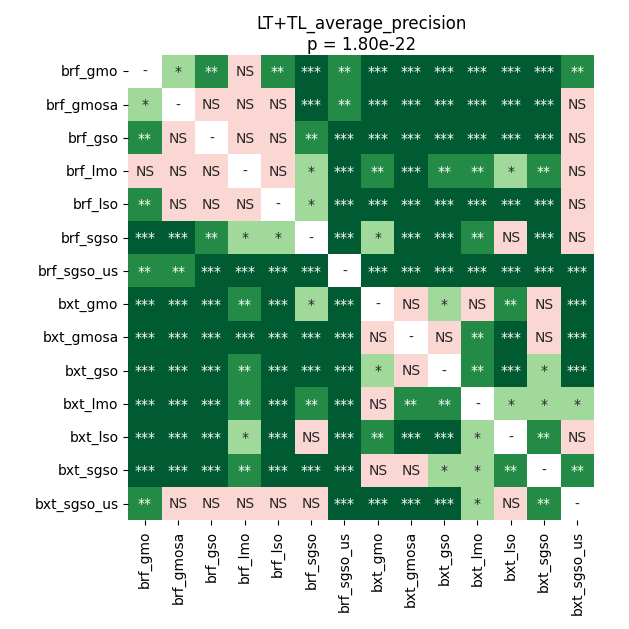 LT+TL_average_precision
p = 1.80e-22
brf_gmo - * ** NS ** *** ** *** *** *** *** *** *** **
brf_gmosa * - NS NS NS *** ** *** *** *** *** *** *** NS
brf_gso ** NS - NS NS ** *** *** *** *** *** *** *** NS
brf_lmo NS NS NS - NS * *** ** *** ** ** * ** NS
brf_lso ** NS NS NS - * *** *** *** *** *** *** *** NS
brf_sgso *** *** ** * * - *** * *** *** ** NS *** NS
brf_sgso_us ** ** *** *** *** *** - *** *** *** *** *** *** ***
bxt_gmo *** *** *** ** *** * *** - NS * NS ** NS ***
bxt_gmosa *** *** *** *** *** *** *** NS - NS ** *** NS ***
bxt_gso *** *** *** ** *** *** *** * NS - ** *** * ***
bxt_lmo *** *** *** ** *** ** *** NS ** ** - * * *
bxt_lso *** *** *** * *** NS *** ** *** *** * - ** NS
bxt_sgso *** *** *** ** *** *** *** NS NS * * ** - **
bxt_sgso_us ** NS NS NS NS NS *** *** *** *** * NS ** -
brf_gmo brf_gmosa brf_gso brf_lmo brf_lso brf_sgso brf_sgso_us bxt_gmo bxt_gmosa bxt_gso bxt_lmo bxt_lso bxt_sgso bxt_sgso_us